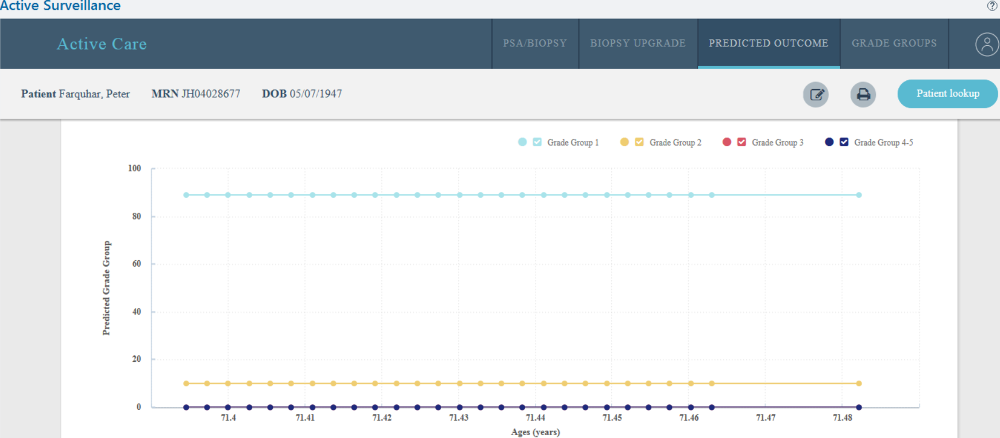 Active Surveillance
Active Care
PSA/BIOPSY
BIOPSY UPGRADE
PREDICTED OUTCOME
GRADE GROUPS
Patient Farquhar, Peter MRN JH04028677 DOB 05/07/1947
Patient lookup
Grade Group 1
Grade Group 2
Grade Group 3
Grade Group 4-5
100
80
60
40
20
0
Predicted Grade Group
71.4
71.41
71.42
71.43
71.44
71.45
71.46
71.47
71.48
Ages (years)